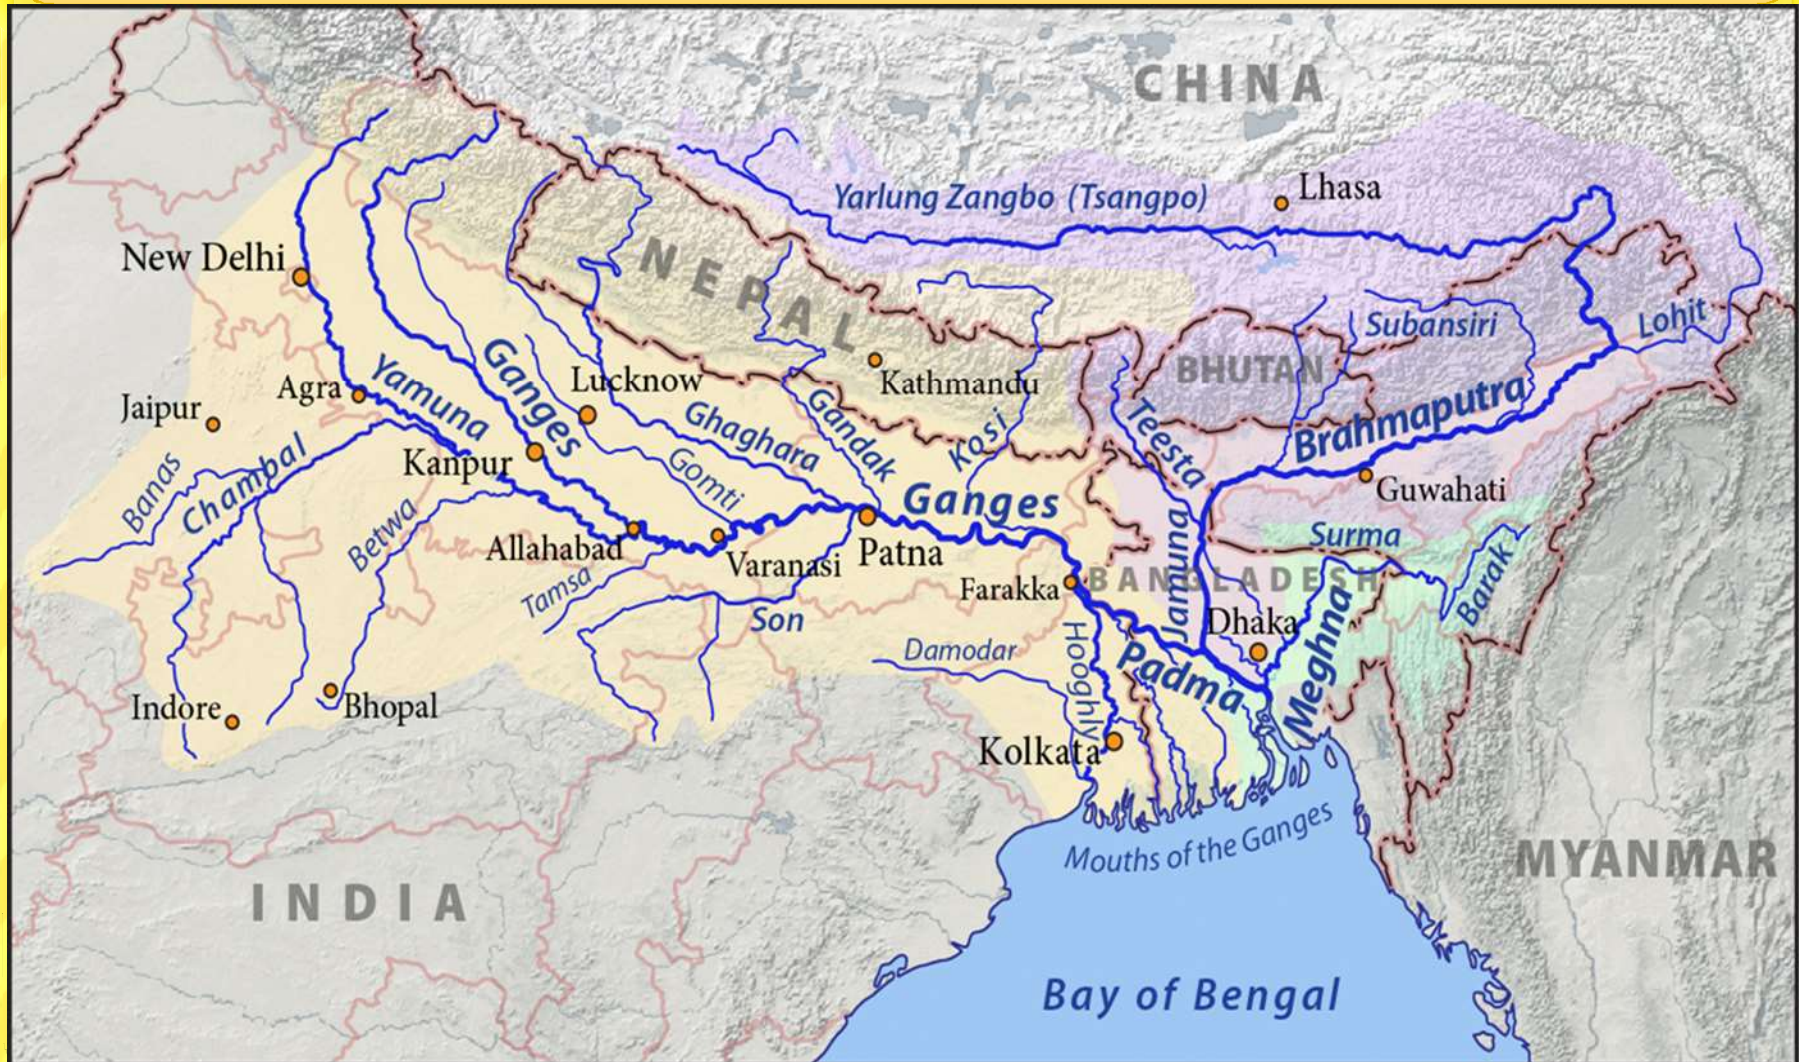 CHINA
Yarlung Zangbo (Tsangpo)
Lhasa
New Delhi
NEPAL
Subansiri
Lohit
BHUTAN
Agra
Yamuna
Ganges
Lucknow
Kathmandu
Jaipur
Ghaghara
Gandak
Kosi
Teesta
Brahmaputra
Banas
Chambal
Kanpur
Gomti
Ganges
Guwahati
Betwa
Allahabad
Varanasi
Patna
Jamuna
Surma
Barak
Tamsa
Son
Farakka
BANGLADESH
Dhaka
Meghna
Damodar
Hooghly
Padma
Indore
Bhopal
Kolkata
Mouths of the Ganges
MYANMAR
INDIA
Bay of Bengal